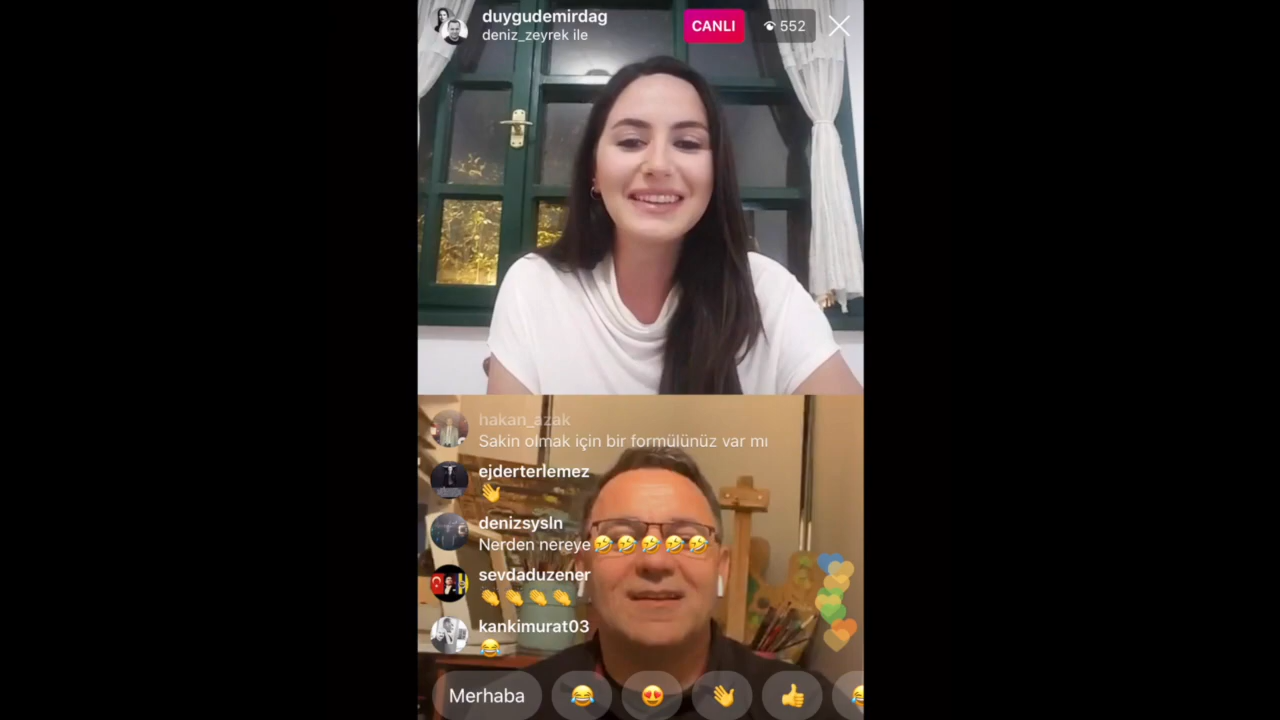 duygudemirdag
deniz_zeyrek ile
CANLI
552
hakan_azak
Sakin olmak için bir formülünüz var mı
ejderterlemez
👋
denizsysln
Nerden nereye🤣🤣🤣🤣🤣
sevdaduzener
👏👏👏👏
kankimurat03
😂
Merhaba